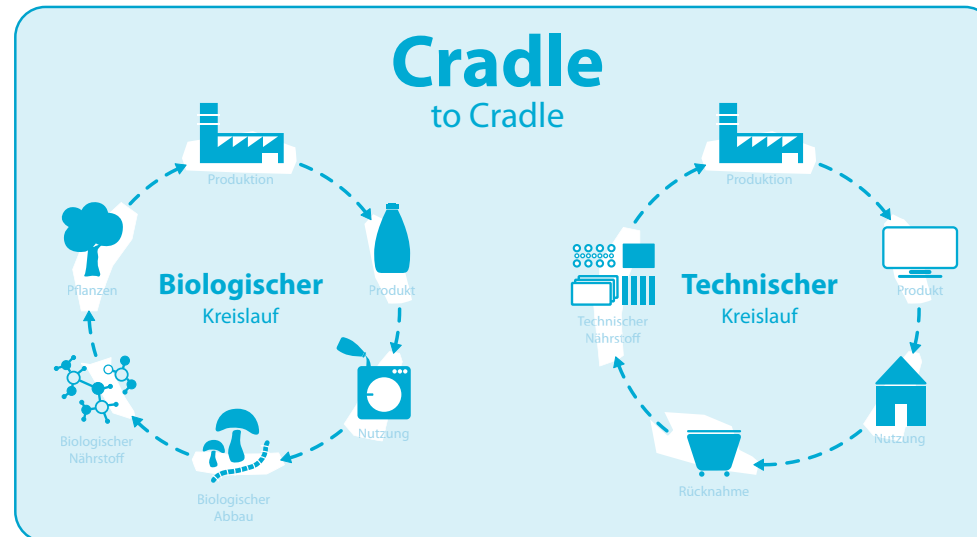 Cradle
to Cradle
Produktion
Pflanzen
Biologischer
Kreislauf
Produkt
Biologischer
Nährstoff
Nutzung
Biologischer
Abbau
Produktion
Technischer
Nährstoff
Technischer
Kreislauf
Produkt
Nutzung
Rücknahme